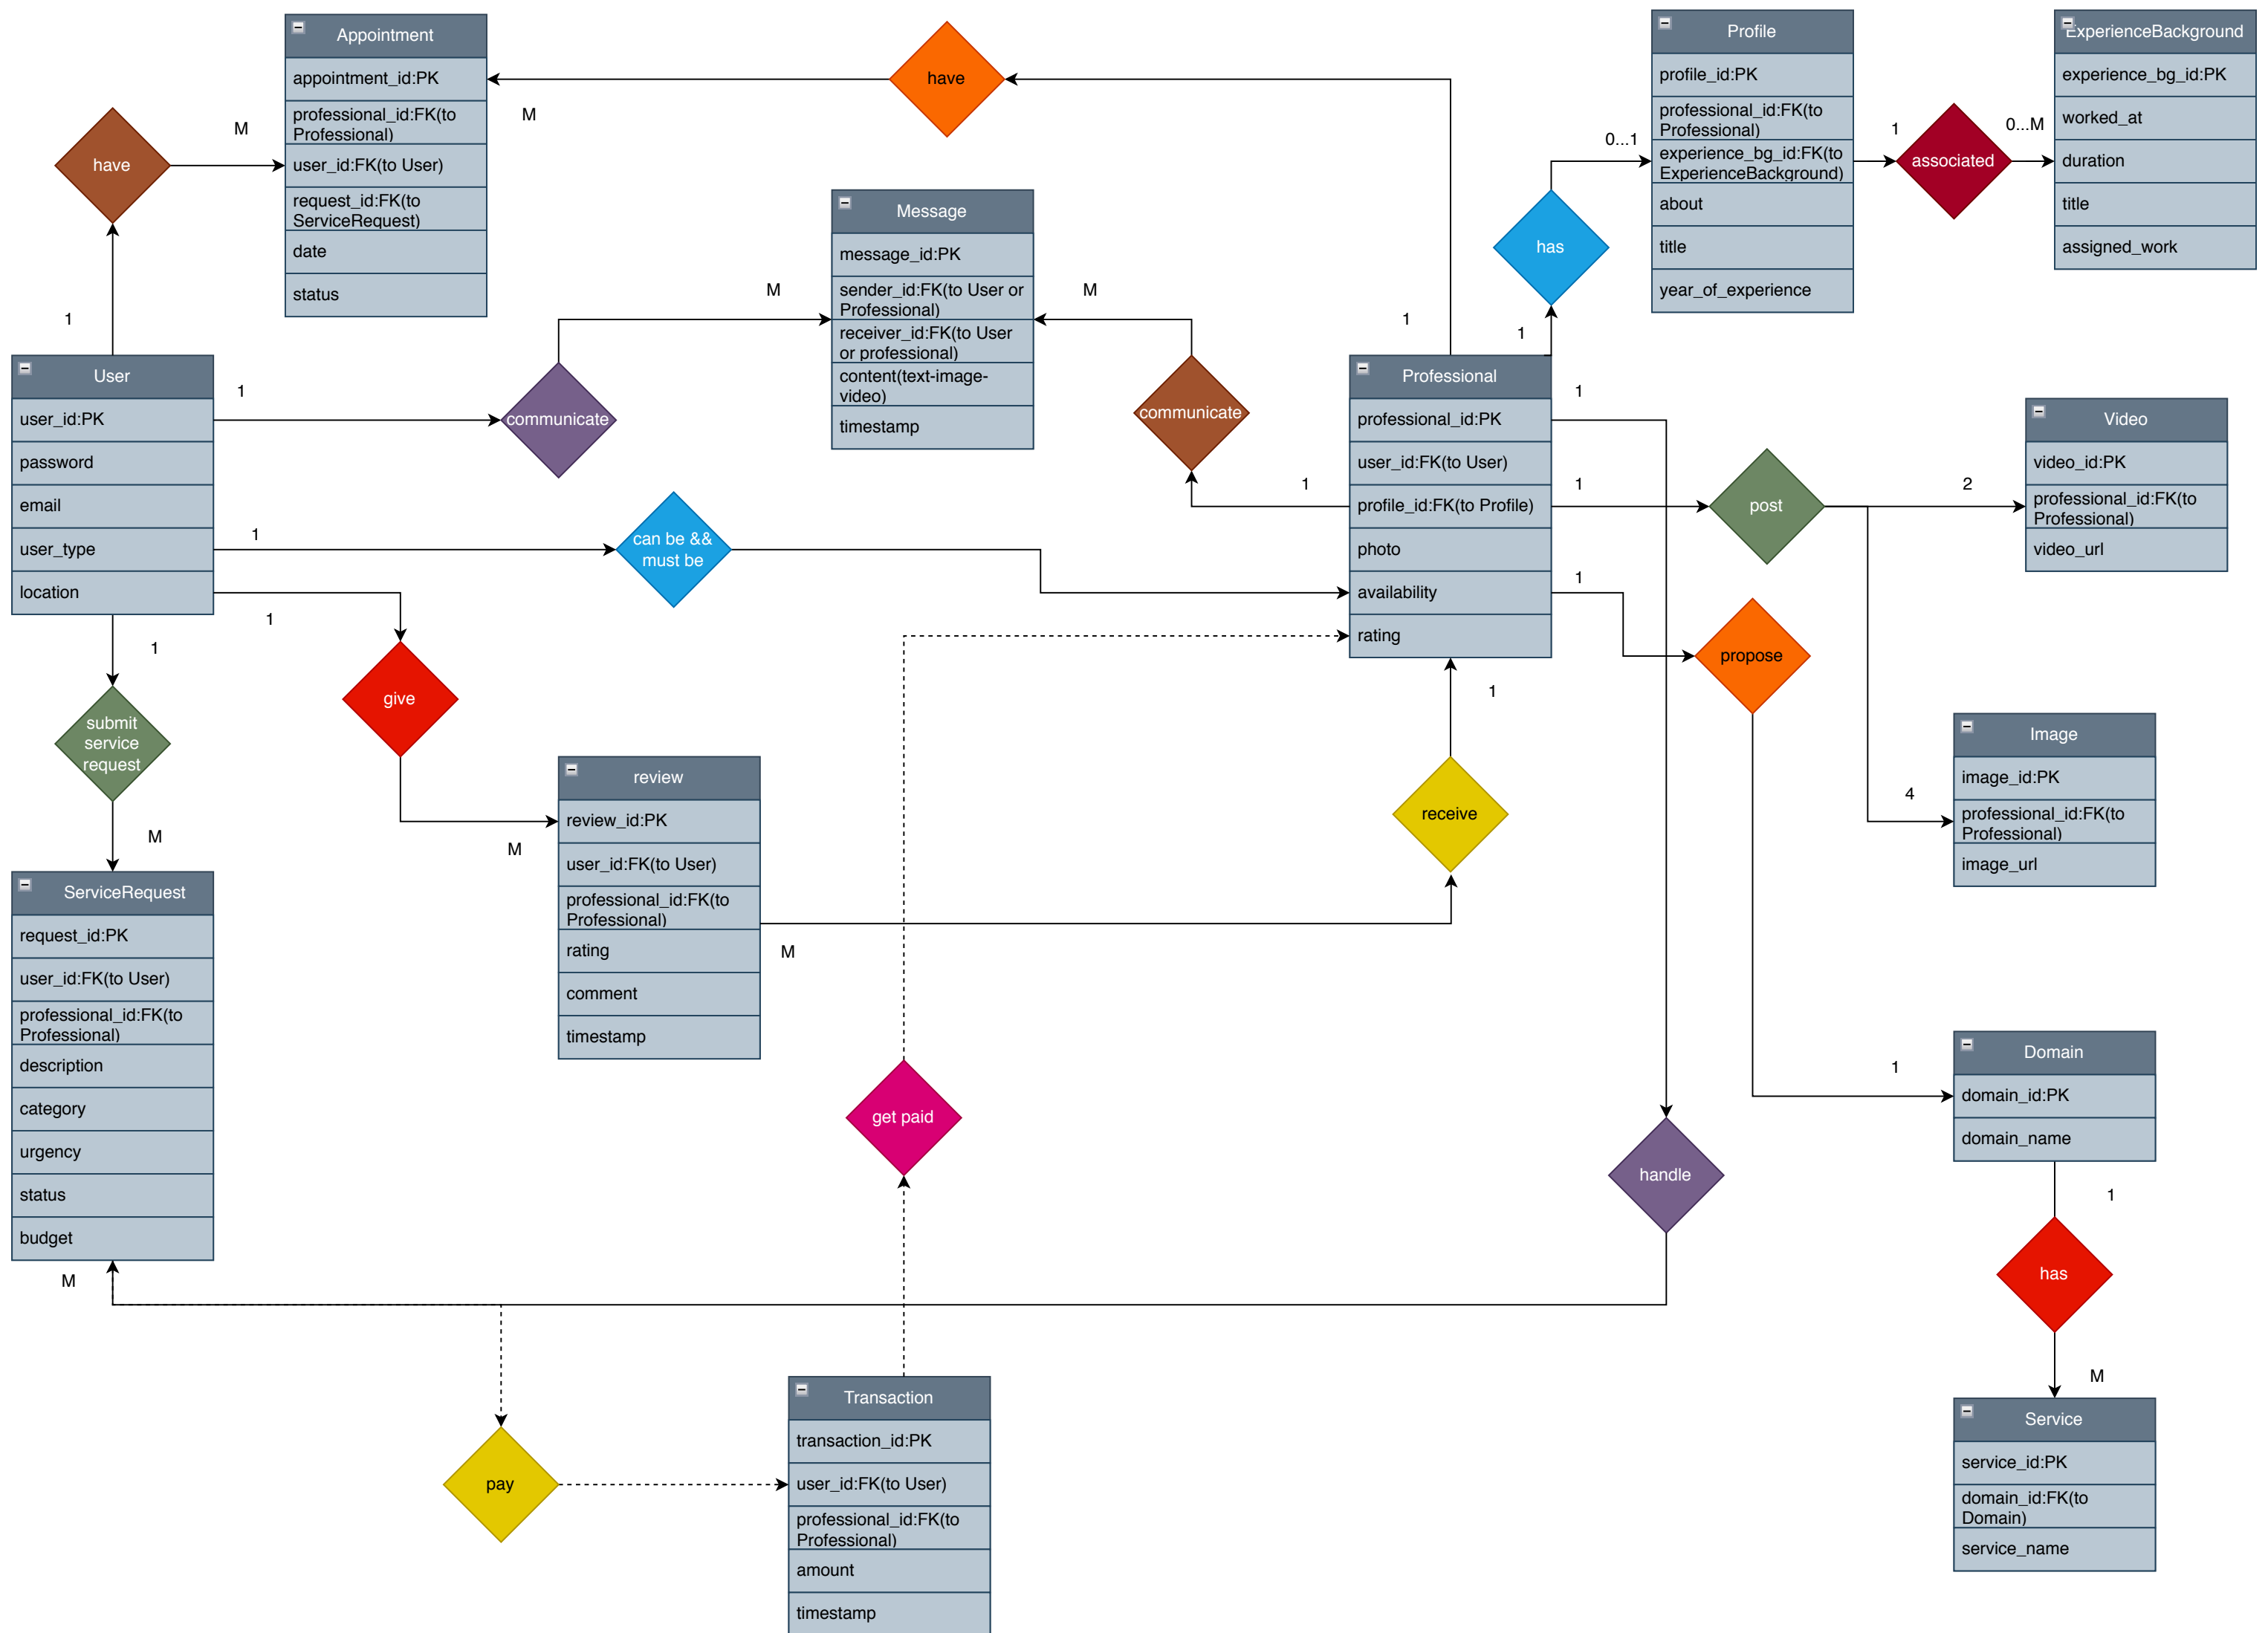 Appointment
appointment_id:PK
professional_id:FK(to
Professional)
user_id:FK(to User)
request_id:FK(to
ServiceRequest)
date
status
have
M
1
have
M
1
Profile
profile_id:PK
professional_id:FK(to
Professional)
experience_bg_id:FK(to
ExperienceBackground)
about
title
year_of_experience
0...1
has
1
1
associated
0...M
ExperienceBackground
experience_bg_id:PK
worked_at
duration
title
assigned_work
Message
message_id:PK
sender_id:FK(to User or
Professional)
receiver_id:FK(to User
or professional)
content(text-image-
video)
timestamp
M
M
User
user_id:PK
password
email
user_type
location
1
communicate
communicate
1
1
can be &&
must be
1
give
M
1
submit
service
request
M
Professional
professional_id:PK
user_id:FK(to User)
profile_id:FK(to Profile)
photo
availability
rating
1
1
post
2
1
propose
Video
video_id:PK
professional_id:FK(to
Professional)
video_url
4
Image
image_id:PK
professional_id:FK(to
Professional)
image_url
1
receive
M
review
review_id:PK
user_id:FK(to User)
professional_id:FK(to
Professional)
rating
comment
timestamp
ServiceRequest
request_id:PK
user_id:FK(to User)
professional_id:FK(to
Professional)
description
category
urgency
status
budget
M
get paid
handle
1
Domain
domain_id:PK
domain_name
1
has
M
Service
service_id:PK
domain_id:FK(to
Domain)
service_name
pay
Transaction
transaction_id:PK
user_id:FK(to User)
professional_id:FK(to
Professional)
amount
timestamp